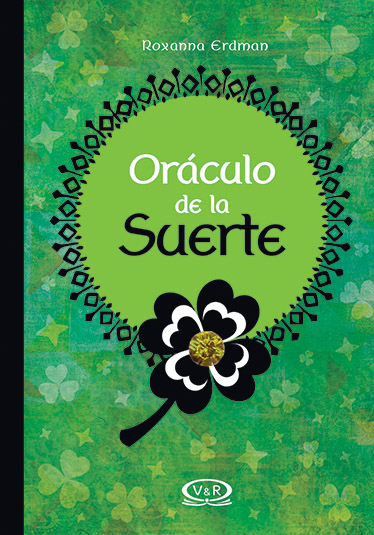 Roxanna Erdman
Oráculo
de la
Suerte
V&R